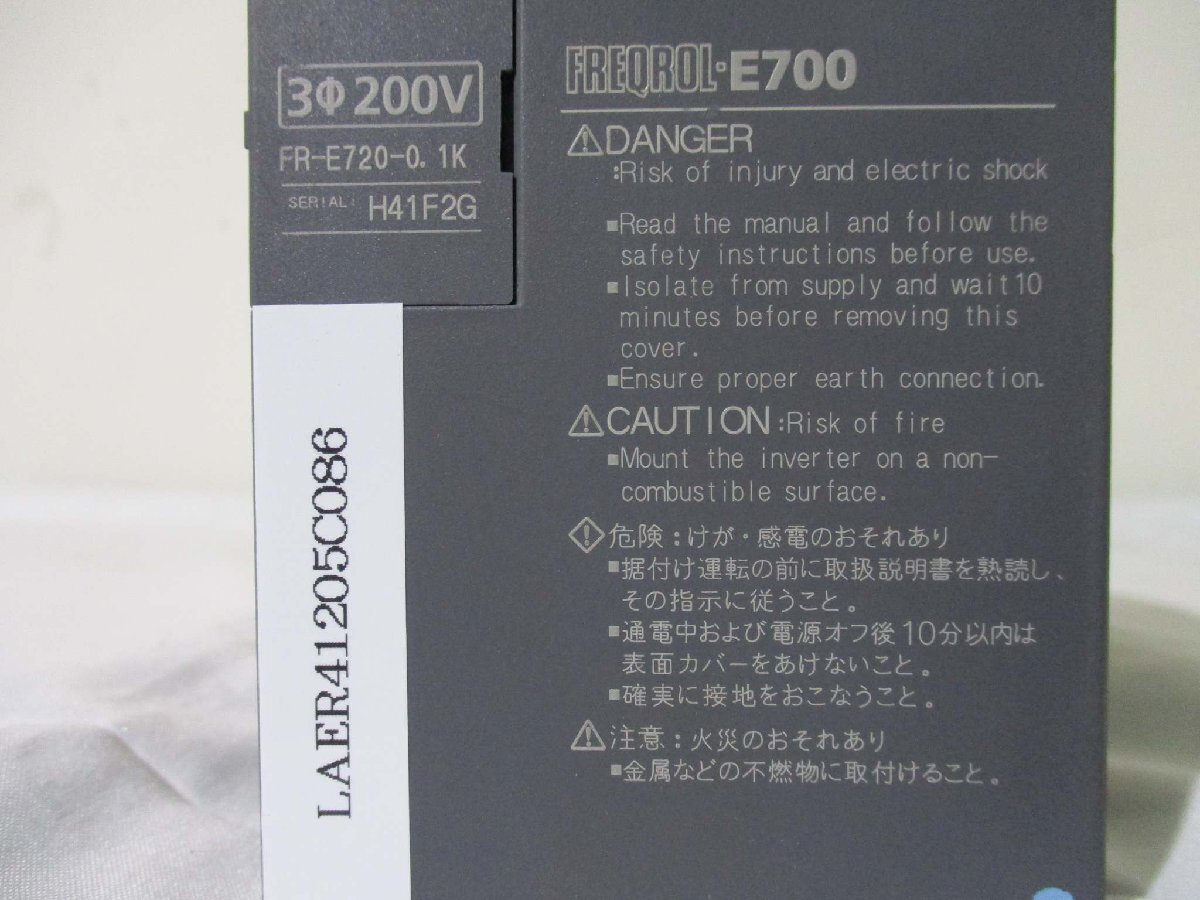 3Φ 200V
FR-E720-0. 1K
SERIAL: H41F2G
LAER41205C086
FREQROL-E700
⚠DANGER
:Risk of injury and electric shock
■Read the manual and follow the
safety instructions before use.
■Isolate from supply and wait10
minutes before removing this
cover.
■Ensure proper earth connection.
⚠CAUTION:Risk of fire
■Mount the inverter on a non-
combustible surface.
危険:けが・感電のおそれあり
■据付け運転の前に取扱説明書を熟読し、
その指示に従うこと。
■通電中および電源オフ後10分以内は
表面カバーをあけないこと。
■確実に接地をおこなうこと。
⚠注意:火災のおそれあり
■金属などの不燃物に取付けること。